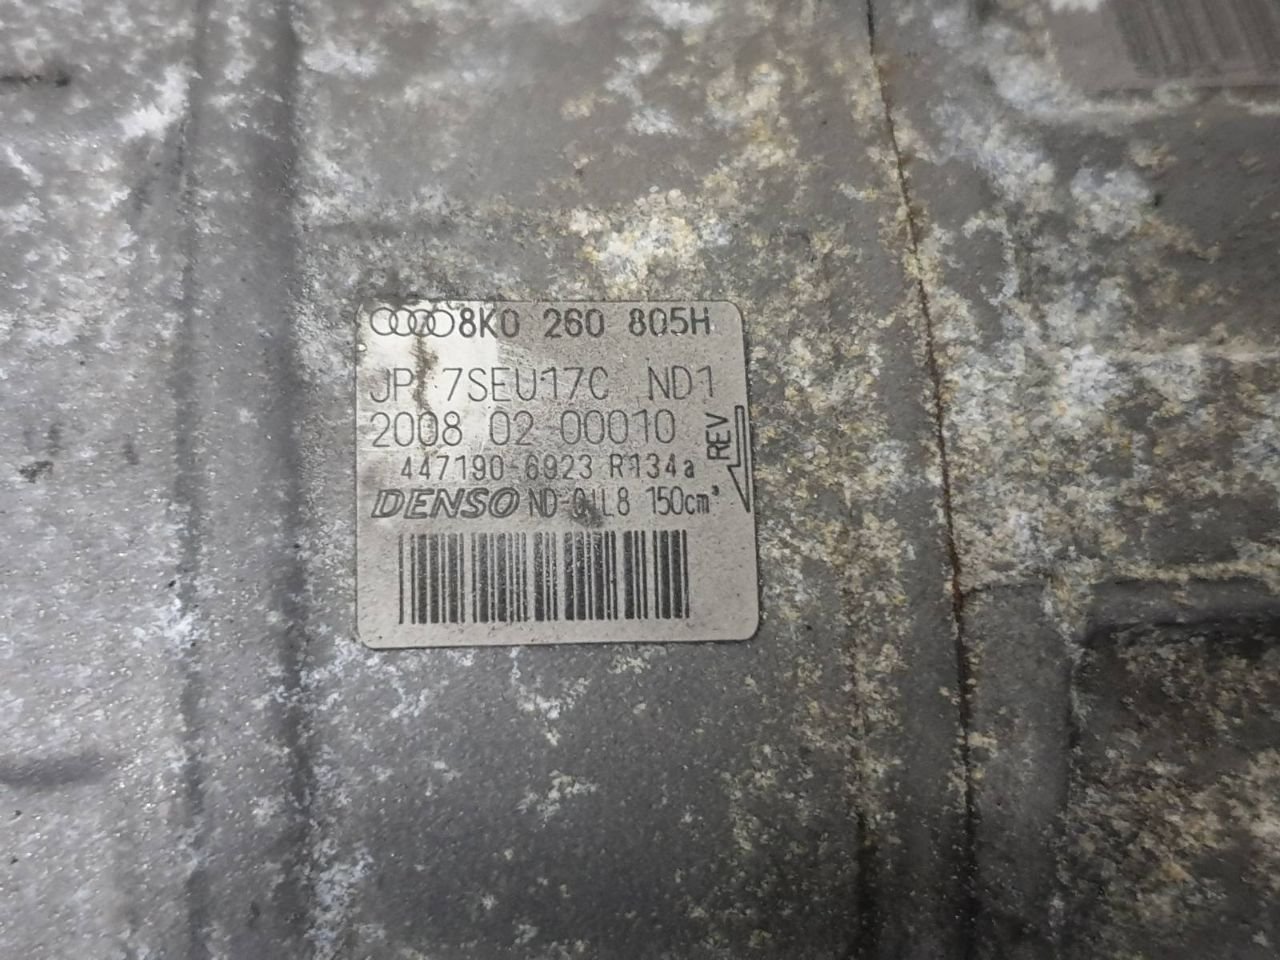 8K0 260 805H
JP 7SEU17C ND1
2008 02 00010
447190-6923 R134a
REV
DENSO ND-OIL8 150cm³